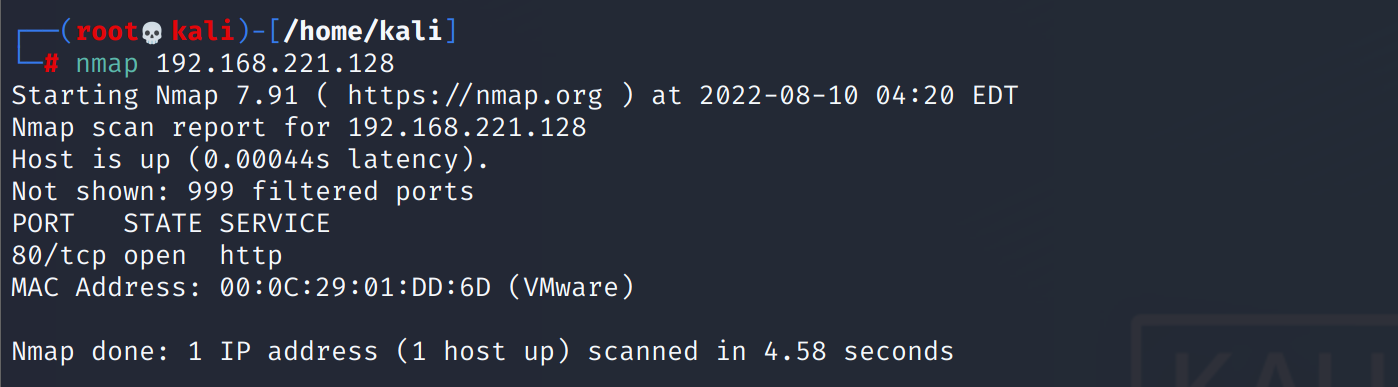 ┌──(root💀kali)-[/home/kali]
└─# nmap 192.168.221.128
Starting Nmap 7.91 ( https://nmap.org ) at 2022-08-10 04:20 EDT
Nmap scan report for 192.168.221.128
Host is up (0.00044s latency).
Not shown: 999 filtered ports
PORT   STATE SERVICE
80/tcp open  http
MAC Address: 00:0C:29:01:DD:6D (VMware)
Nmap done: 1 IP address (1 host up) scanned in 4.58 seconds
KALI